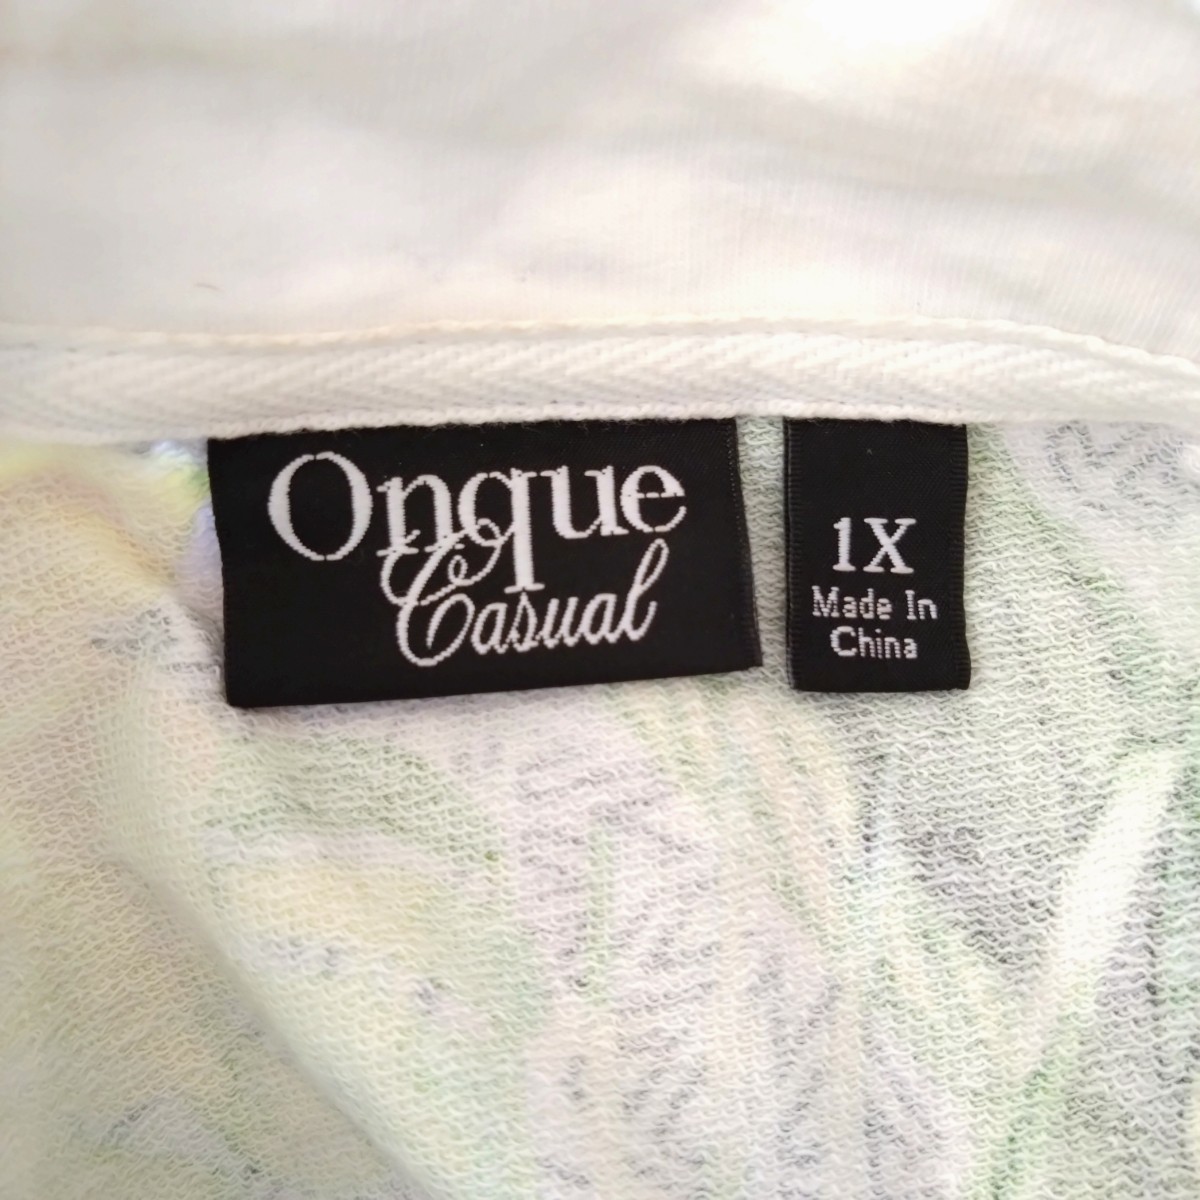 Onque
Casual
1X
Made In
China